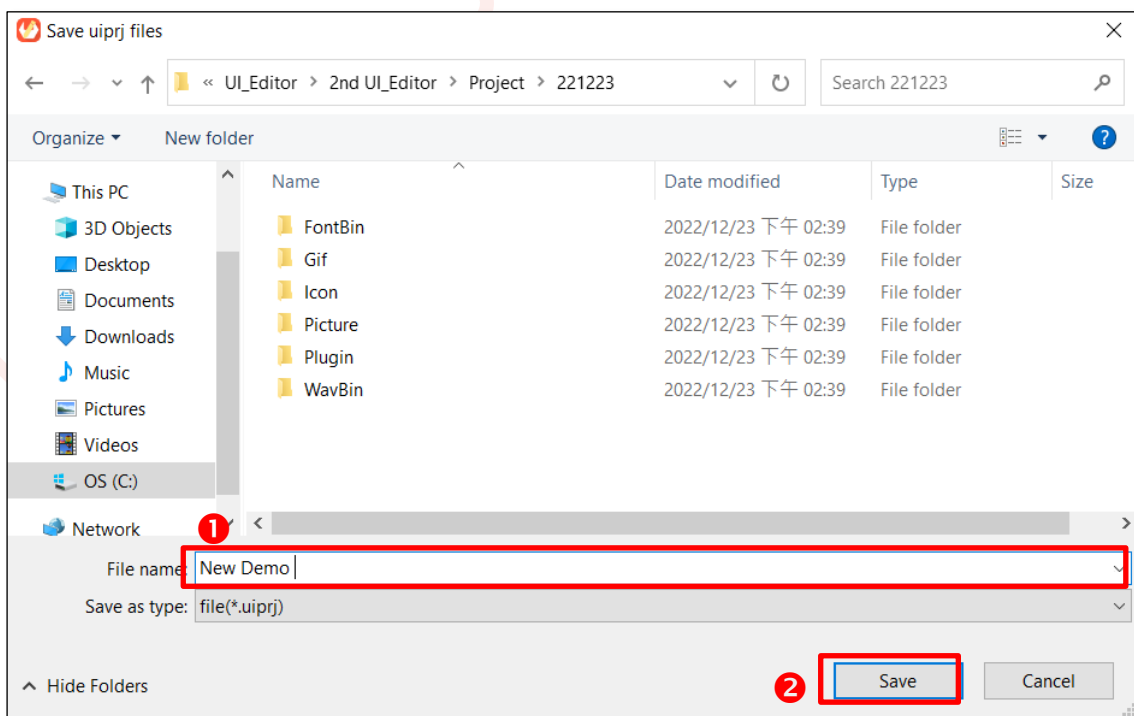 Save uiprj files
« UI_Editor > 2nd UI_Editor > Project > 221223
Search 221223
Organize New folder
Name Date modified Type Size
This PC
3D Objects
Desktop
Documents
Downloads
Music
Pictures
Videos
OS (C:)
Network
FontBin 2022/12/23 下午 02:39 File folder
Gif 2022/12/23 下午 02:39 File folder
Icon 2022/12/23 下午 02:39 File folder
Picture 2022/12/23 下午 02:39 File folder
Plugin 2022/12/23 下午 02:39 File folder
WavBin 2022/12/23 下午 02:39 File folder
1
File name: New Demo
Save as type: file(*.uiprj)
Hide Folders
2
Save Cancel